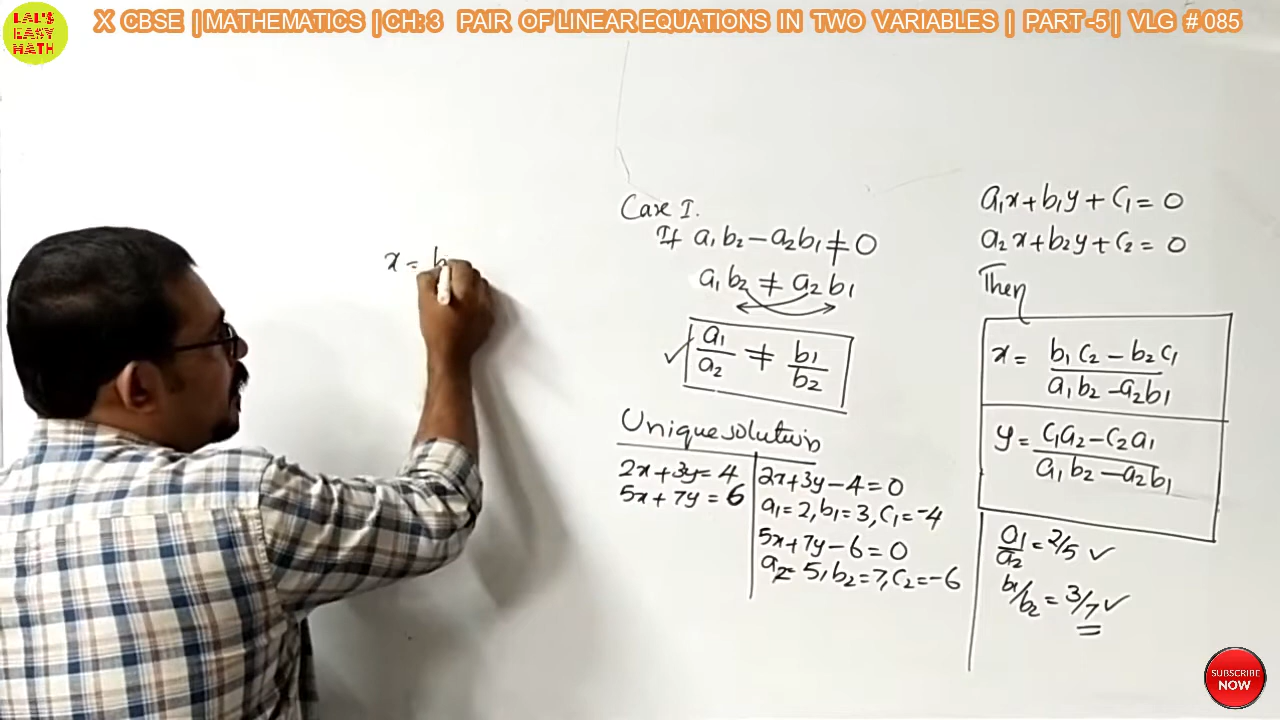 LAL'S
EASY
MATH
X CBSE | MATHEMATICS | CH: 3 PAIR OF LINEAR EQUATIONS IN TWO VARIABLES | PART -5 | VLG # 085
x = b
Case I.
If a₁b₂ - a₂b₁ ≠ 0
a₁b₂ ≠ a₂b₁
✓ a₁/a₂ ≠ b₁/b₂
Unique solution
2x+3y=4
5x+7y=6
2x+3y-4=0
a₁=2, b₁=3, c₁=-4
5x+7y-6=0
a₂=5, b₂=7, c₂=-6
a₁x+b₁y+c₁=0
a₂x+b₂y+c₂=0
Then
x = (b₁c₂ - b₂c₁)/(a₁b₂ - a₂b₁)
y = (c₁a₂ - c₂a₁)/(a₁b₂ - a₂b₁)
a₁/a₂ = 2/5 ✓
b₁/b₂ = 3/7 ✓
SUBSCRIBE
NOW